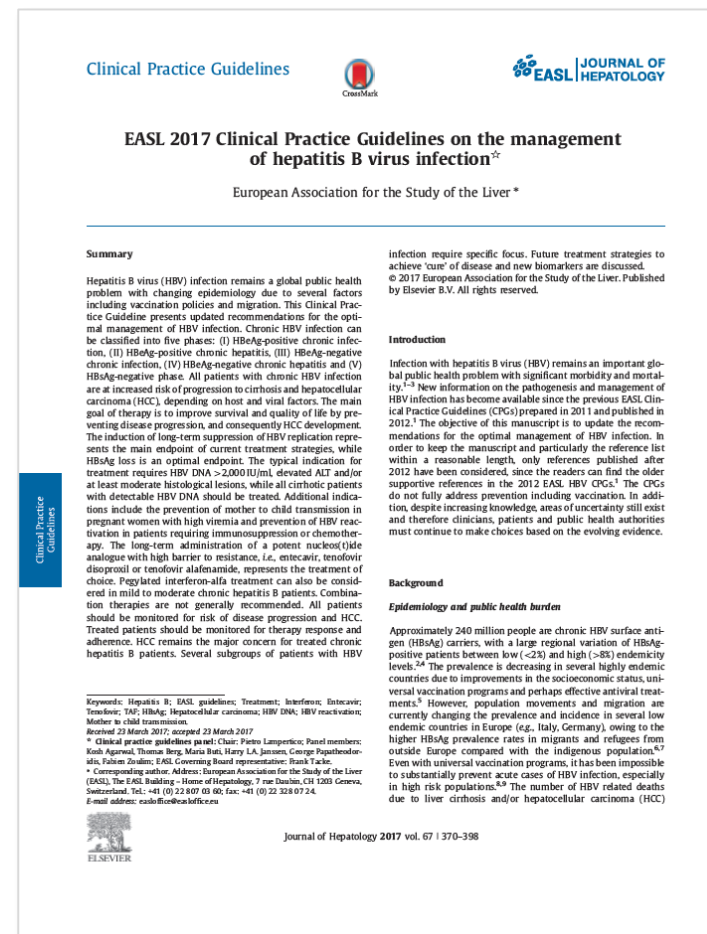 Clinical Practice Guidelines
CrossMark
EASL
JOURNAL OF
HEPATOLOGY
EASL 2017 Clinical Practice Guidelines on the management
of hepatitis B virus infection☆
European Association for the Study of the Liver *
Summary
Hepatitis B virus (HBV) infection remains a global public health
problem with changing epidemiology due to several factors
including vaccination policies and migration. This Clinical Prac-
tice Guideline presents updated recommendations for the opti-
mal management of HBV infection. Chronic HBV infection can
be classified into five phases: (I) HBeAg-positive chronic infec-
tion, (II) HBeAg-positive chronic hepatitis, (III) HBeAg-negative
chronic infection, (IV) HBeAg-negative chronic hepatitis and (V)
HBsAg-negative phase. All patients with chronic HBV infection
are at increased risk of progression to cirrhosis and hepatocellular
carcinoma (HCC), depending on host and viral factors. The main
goal of therapy is to improve survival and quality of life by pre-
venting disease progression, and consequently HCC development.
The induction of long-term suppression of HBV replication repre-
sents the main endpoint of current treatment strategies, while
HBsAg loss is an optimal endpoint. The typical indication for
treatment requires HBV DNA >2,000 IU/ml, elevated ALT and/or
at least moderate histological lesions, while all cirrhotic patients
with detectable HBV DNA should be treated. Additional indica-
tions include the prevention of mother to child transmission in
pregnant women with high viremia and prevention of HBV reac-
tivation in patients requiring immunosuppression or chemother-
apy. The long-term administration of a potent nucleos(t)ide
analogue with high barrier to resistance, i.e., entecavir, tenofovir
disoproxil or tenofovir alafenamide, represents the treatment of
choice. Pegylated interferon-alfa treatment can also be consid-
ered in mild to moderate chronic hepatitis B patients. Combina-
tion therapies are not generally recommended. All patients
should be monitored for risk of disease progression and HCC.
Treated patients should be monitored for therapy response and
adherence. HCC remains the major concern for treated chronic
hepatitis B patients. Several subgroups of patients with HBV
Keywords: Hepatitis B; EASL guidelines; Treatment; Interferon; Entecavir;
Tenofovir; TAF; HBsAg; Hepatocellular carcinoma; HBV DNA; HBV reactivation;
Mother to child transmission.
Received 23 March 2017; accepted 23 March 2017
☆ Clinical practice guidelines panel: Chair: Pietro Lampertico; Panel members:
Kosh Agarwal, Thomas Berg, Maria Buti, Harry L.A. Janssen, George Papatheodor-
idis, Fabien Zoulim; EASL Governing Board representative: Frank Tacke.
* Corresponding author. Address: European Association for the Study of the Liver
(EASL), The EASL Building – Home of Hepatology, 7 rue Daubin, CH 1203 Geneva,
Switzerland. Tel.: +41 (0) 22 807 03 60; fax: +41 (0) 22 328 07 24.
E-mail address: easloffice@easloffice.eu
infection require specific focus. Future treatment strategies to
achieve 'cure' of disease and new biomarkers are discussed.
© 2017 European Association for the Study of the Liver. Published
by Elsevier B.V. All rights reserved.
Introduction
Infection with hepatitis B virus (HBV) remains an important glo-
bal public health problem with significant morbidity and mortal-
ity.1–3 New information on the pathogenesis and management of
HBV infection has become available since the previous EASL Clin-
ical Practice Guidelines (CPGs) prepared in 2011 and published in
2012.1 The objective of this manuscript is to update the recom-
mendations for the optimal management of HBV infection. In
order to keep the manuscript and particularly the reference list
within a reasonable length, only references published after
2012 have been considered, since the readers can find the older
supportive references in the 2012 EASL HBV CPGs.1 The CPGs
do not fully address prevention including vaccination. In addi-
tion, despite increasing knowledge, areas of uncertainty still exist
and therefore clinicians, patients and public health authorities
must continue to make choices based on the evolving evidence.
Background
Epidemiology and public health burden
Approximately 240 million people are chronic HBV surface anti-
gen (HBsAg) carriers, with a large regional variation of HBsAg-
positive patients between low (<2%) and high (>8%) endemicity
levels.2,4 The prevalence is decreasing in several highly endemic
countries due to improvements in the socioeconomic status, uni-
versal vaccination programs and perhaps effective antiviral treat-
ments.5 However, population movements and migration are
currently changing the prevalence and incidence in several low
endemic countries in Europe (e.g., Italy, Germany), owing to the
higher HBsAg prevalence rates in migrants and refugees from
outside Europe compared with the indigenous population.6,7
Even with universal vaccination programs, it has been impossible
to substantially prevent acute cases of HBV infection, especially
in high risk populations.8,9 The number of HBV related deaths
due to liver cirrhosis and/or hepatocellular carcinoma (HCC)
Clinical Practice
Guidelines
ELSEVIER
Journal of Hepatology 2017 vol. 67 | 370–398